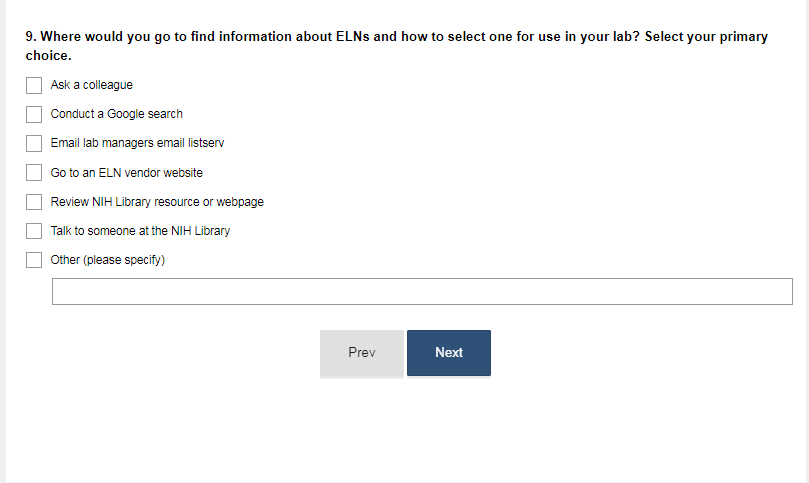 9. Where would you go to find information about ELNs and how to select one for use in your lab? Select your primary
choice.
Ask a colleague
Conduct a Google search
Email lab managers email listserv
Go to an ELN vendor website
Review NIH Library resource or webpage
Talk to someone at the NIH Library
Other (please specify)
Prev
Next